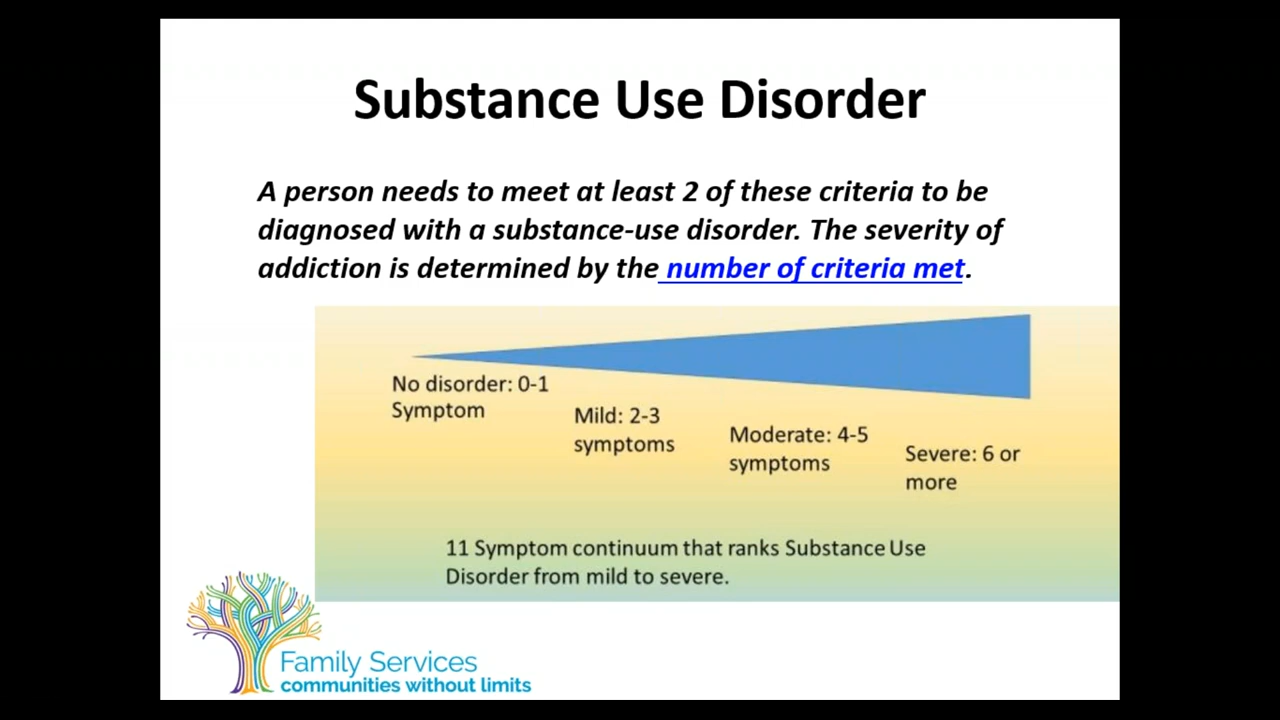 Substance Use Disorder
A person needs to meet at least 2 of these criteria to be
diagnosed with a substance-use disorder. The severity of
addiction is determined by the number of criteria met.
No disorder: 0-1
Symptom
Mild: 2-3
symptoms
Moderate: 4-5
symptoms
Severe: 6 or
more
11 Symptom continuum that ranks Substance Use
Disorder from mild to severe.
Family Services
communities without limits